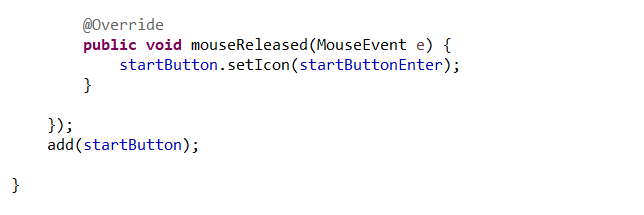 @Override
public void mouseReleased(MouseEvent e) {
startButton.setIcon(startButtonEnter);
}
});
add(startButton);
}